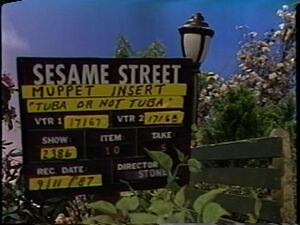 SESAME STREET
MUPPET INSERT
"TUBA OR NOT TUBA"
VTR 1 17167 VTR 2 17168
SHOW: ITEM: TAKE:
2386 10 5
REC. DATE: DIRECTOR:
9/11/87 STONE